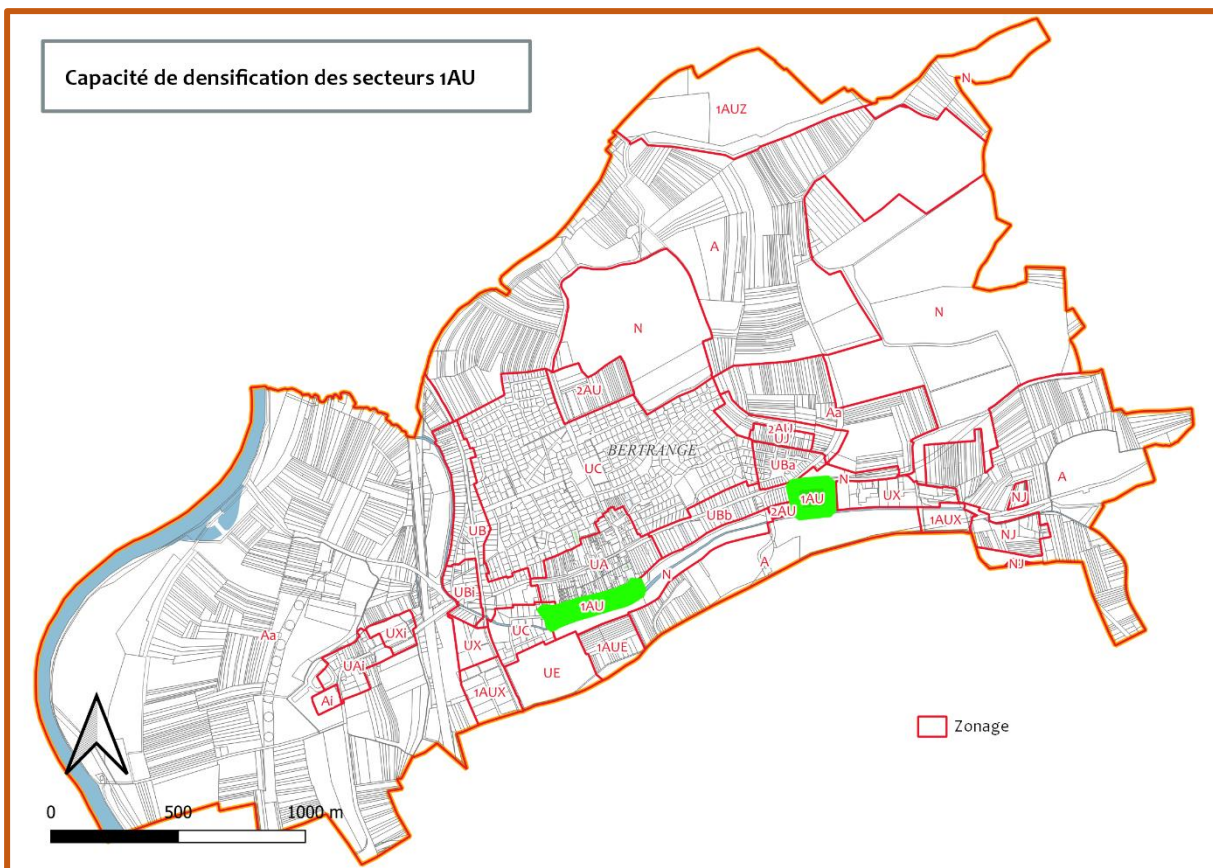 Capacité de densification des secteurs 1AU
N
1AUZ
A
N
N
2AU
Aa
2AU
UJ
BERTRANGE
UBa
UC
N
1AU
UX
NJ
A
UBb
2AU
1AUX
NJ
UB
UA
NJ
N
A
UBi
1AU
UXi
UC
Aa
UX
1AUE
UAi
UE
1AUX
Ai
Zonage
0 500 1000 m